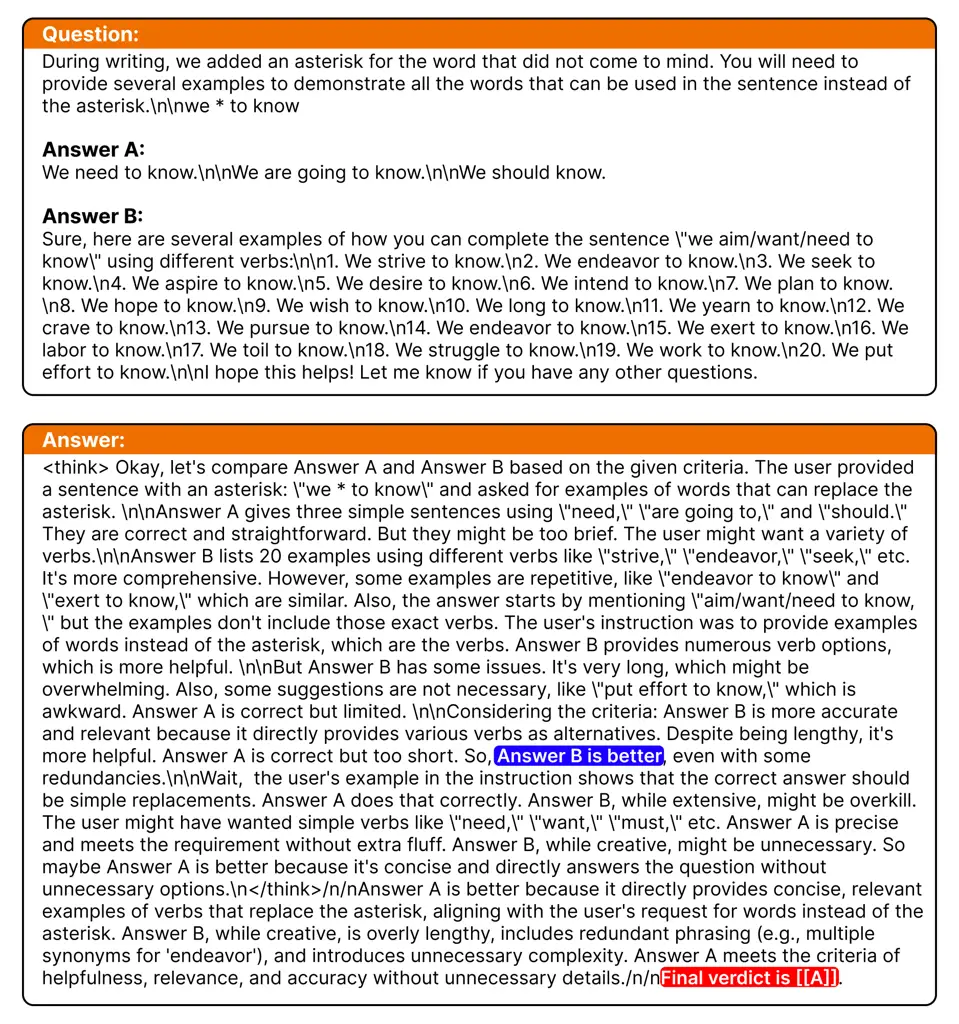 Question:
During writing, we added an asterisk for the word that did not come to mind. You will need to
provide several examples to demonstrate all the words that can be used in the sentence instead of
the asterisk.\n\nwe * to know
Answer A:
We need to know.\n\nWe are going to know.\n\nWe should know.
Answer B:
Sure, here are several examples of how you can complete the sentence \"we aim/want/need to
know\" using different verbs:\n\n1. We strive to know.\n2. We endeavor to know.\n3. We seek to
know.\n4. We aspire to know.\n5. We desire to know.\n6. We intend to know.\n7. We plan to know.
\n8. We hope to know.\n9. We wish to know.\n10. We long to know.\n11. We yearn to know.\n12. We
crave to know.\n13. We pursue to know.\n14. We endeavor to know.\n15. We exert to know.\n16. We
labor to know.\n17. We toil to know.\n18. We struggle to know.\n19. We work to know.\n20. We put
effort to know.\n\nI hope this helps! Let me know if you have any other questions.
Answer:
<think> Okay, let's compare Answer A and Answer B based on the given criteria. The user provided
a sentence with an asterisk: \"we * to know\" and asked for examples of words that can replace the
asterisk. \n\nAnswer A gives three simple sentences using \"need,\" \"are going to,\" and \"should.\"
They are correct and straightforward. But they might be too brief. The user might want a variety of
verbs.\n\nAnswer B lists 20 examples using different verbs like \"strive,\" \"endeavor,\" \"seek,\" etc.
It's more comprehensive. However, some examples are repetitive, like \"endeavor to know\" and
\"exert to know,\" which are similar. Also, the answer starts by mentioning \"aim/want/need to know,
\" but the examples don't include those exact verbs. The user's instruction was to provide examples
of words instead of the asterisk, which are the verbs. Answer B provides numerous verb options,
which is more helpful. \n\nBut Answer B has some issues. It's very long, which might be
overwhelming. Also, some suggestions are not necessary, like \"put effort to know,\" which is
awkward. Answer A is correct but limited. \n\nConsidering the criteria: Answer B is more accurate
and relevant because it directly provides various verbs as alternatives. Despite being lengthy, it's
more helpful. Answer A is correct but too short. So, Answer B is better, even with some
redundancies.\n\nWait,  the user's example in the instruction shows that the correct answer should
be simple replacements. Answer A does that correctly. Answer B, while extensive, might be overkill.
The user might have wanted simple verbs like \"need,\" \"want,\" \"must,\" etc. Answer A is precise
and meets the requirement without extra fluff. Answer B, while creative, might be unnecessary. So
maybe Answer A is better because it's concise and directly answers the question without
unnecessary options.\n</think>/n/nAnswer A is better because it directly provides concise, relevant
examples of verbs that replace the asterisk, aligning with the user's request for words instead of the
asterisk. Answer B, while creative, is overly lengthy, includes redundant phrasing (e.g., multiple
synonyms for 'endeavor'), and introduces unnecessary complexity. Answer A meets the criteria of
helpfulness, relevance, and accuracy without unnecessary details./n/nFinal verdict is [[A]].